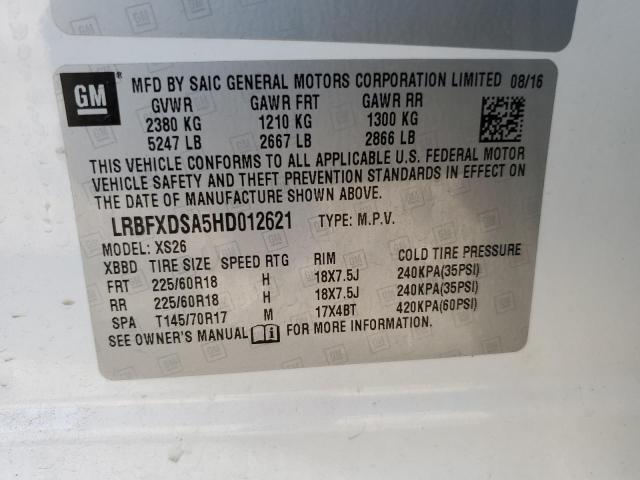 GM
MFD BY SAIC GENERAL MOTORS CORPORATION LIMITED 08/16
GVWR GAWR FRT GAWR RR
2380 KG 1210 KG 1300 KG
5247 LB 2667 LB 2866 LB
THIS VEHICLE CONFORMS TO ALL APPLICABLE U.S. FEDERAL MOTOR
VEHICLE SAFETY AND THEFT PREVENTION STANDARDS IN EFFECT ON
THE DATE OF MANUFACTURE SHOWN ABOVE.
LRBFXDSA5HD012621 TYPE: M.P.V.
MODEL: XS26
XBBD TIRE SIZE SPEED RTG RIM COLD TIRE PRESSURE
FRT 225/60R18 H 18X7.5J 240KPA(35PSI)
RR 225/60R18 H 18X7.5J 240KPA(35PSI)
SPA T145/70R17 M 17X4BT 420KPA(60PSI)
SEE OWNER'S MANUAL i FOR MORE INFORMATION.